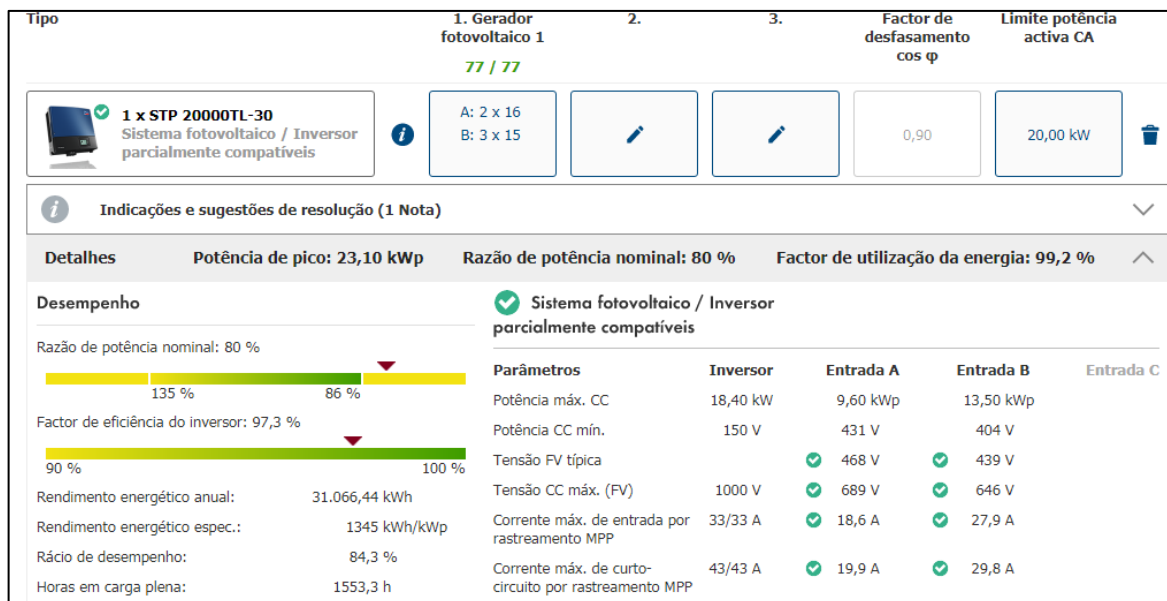 Tipo
1. Gerador fotovoltaico 1
2.
3.
Factor de desfasamento cos φ
Limite potência activa CA
77 / 77
1 x STP 20000TL-30
Sistema fotovoltaico / Inversor
parcialmente compatíveis
i
A: 2 x 16
B: 3 x 15
0,90
20,00 kW
i Indicações e sugestões de resolução (1 Nota)
Detalhes Potência de pico: 23,10 kWp Razão de potência nominal: 80 % Factor de utilização da energia: 99,2 %
Desempenho
Razão de potência nominal: 80 %
135 % 86 %
Factor de eficiência do inversor: 97,3 %
90 % 100 %
Rendimento energético anual: 31.066,44 kWh
Rendimento energético espec.: 1345 kWh/kWp
Rácio de desempenho: 84,3 %
Horas em carga plena: 1553,3 h
Sistema fotovoltaico / Inversor
parcialmente compatíveis
Parâmetros Inversor Entrada A Entrada B Entrada C
Potência máx. CC 18,40 kW 9,60 kWp 13,50 kWp
Potência CC mín. 150 V 431 V 404 V
Tensão FV típica 468 V 439 V
Tensão CC máx. (FV) 1000 V 689 V 646 V
Corrente máx. de entrada por rastreamento MPP 33/33 A 18,6 A 27,9 A
Corrente máx. de curto-circuito por rastreamento MPP 43/43 A 19,9 A 29,8 A